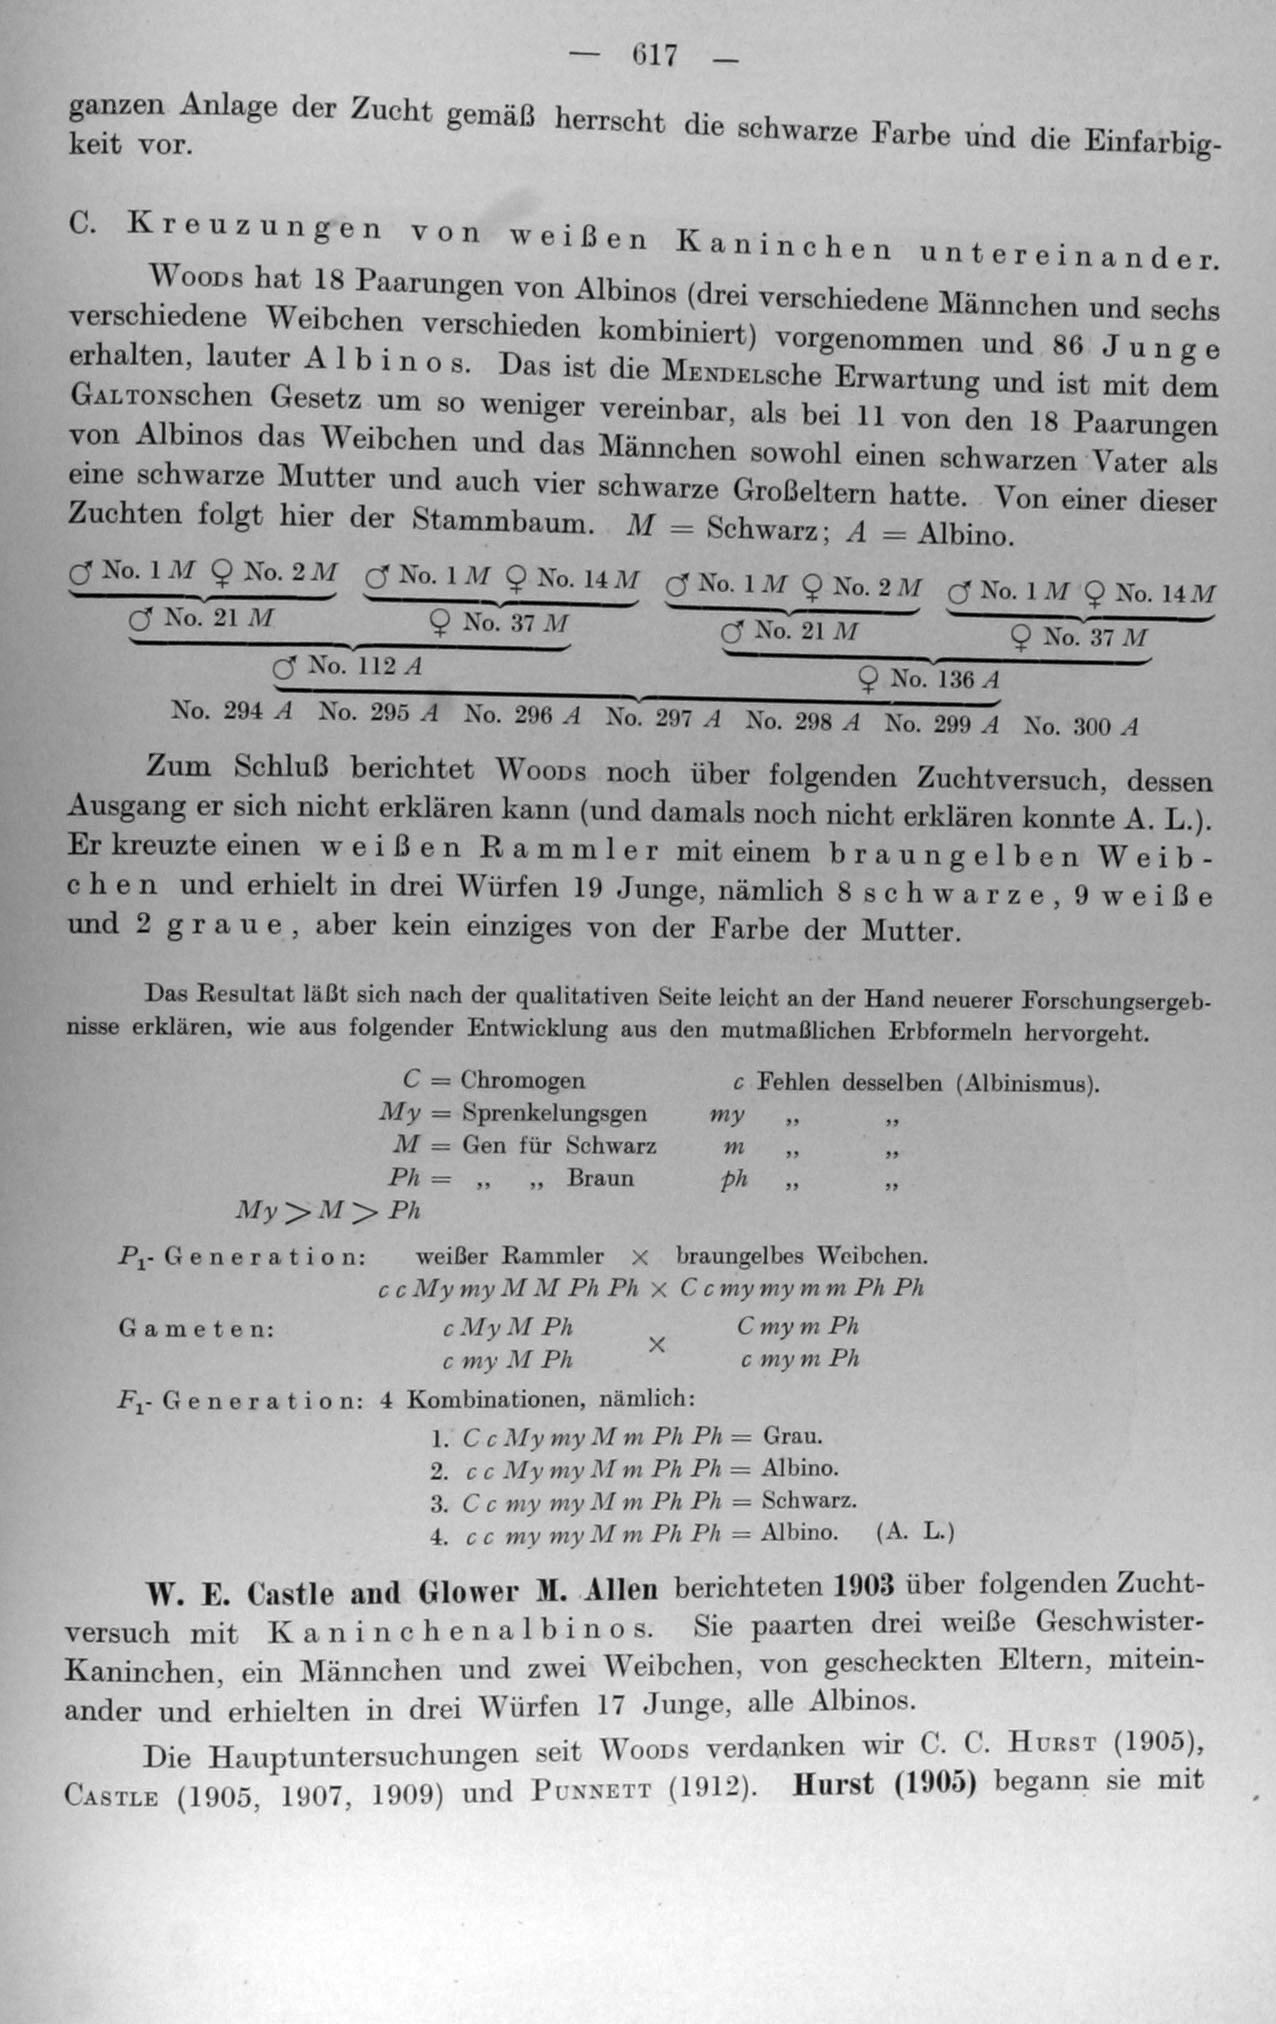 — 617 —
ganzen Anlage der Zucht gemäß herrscht die schwarze Farbe und die Einfarbig-
keit vor.
C. Kreuzungen von weißen Kaninchen untereinander.
Woods hat 18 Paarungen von Albinos (drei verschiedene Männchen und sechs
verschiedene Weibchen verschieden kombiniert) vorgenommen und 86 Junge
erhalten, lauter Albinos. Das ist die Mendelsche Erwartung und ist mit dem
Galtonschen Gesetz um so weniger vereinbar, als bei 11 von den 18 Paarungen
von Albinos das Weibchen und das Männchen sowohl einen schwarzen Vater als
eine schwarze Mutter und auch vier schwarze Großeltern hatte. Von einer dieser
Zuchten folgt hier der Stammbaum. M = Schwarz; A = Albino.
♂ No. 1 M ♀ No. 2 M ♂ No. 1 M ♀ No. 14 M ♂ No. 1 M ♀ No. 2 M ♂ No. 1 M ♀ No. 14 M
♂ No. 21 M ♀ No. 37 M ♂ No. 21 M ♀ No. 37 M
♂ No. 112 A ♀ No. 136 A
No. 294 A No. 295 A No. 296 A No. 297 A No. 298 A No. 299 A No. 300 A
Zum Schluß berichtet Woods noch über folgenden Zuchtversuch, dessen
Ausgang er sich nicht erklären kann (und damals noch nicht erklären konnte A. L.).
Er kreuzte einen weißen Rammler mit einem braungelben Weib-
chen und erhielt in drei Würfen 19 Junge, nämlich 8 schwarze, 9 weiße
und 2 graue, aber kein einziges von der Farbe der Mutter.
Das Resultat läßt sich nach der qualitativen Seite leicht an der Hand neuerer Forschungsergeb-
nisse erklären, wie aus folgender Entwicklung aus den mutmaßlichen Erbformeln hervorgeht.
C = Chromogen c Fehlen desselben (Albinismus).
My = Sprenkelungsgen my „ „
M = Gen für Schwarz m „ „
Ph = „ „ Braun ph „ „
My > M > Ph
P₁-Generation: weißer Rammler × braungelbes Weibchen.
c c My my M M Ph Ph × C c my my m m Ph Ph
Gameten: c My M Ph × C my m Ph
c my M Ph c my m Ph
F₁-Generation: 4 Kombinationen, nämlich:
1. C c My my M m Ph Ph = Grau.
2. c c My my M m Ph Ph = Albino.
3. C c my my M m Ph Ph = Schwarz.
4. c c my my M m Ph Ph = Albino. (A. L.)
W. E. Castle and Glower M. Allen berichteten 1903 über folgenden Zucht-
versuch mit Kaninchenalbinos. Sie paarten drei weiße Geschwister-
Kaninchen, ein Männchen und zwei Weibchen, von gescheckten Eltern, mitein-
ander und erhielten in drei Würfen 17 Junge, alle Albinos.
Die Hauptuntersuchungen seit Woods verdanken wir C. C. Hurst (1905),
Castle (1905, 1907, 1909) und Punnett (1912). Hurst (1905) begann sie mit